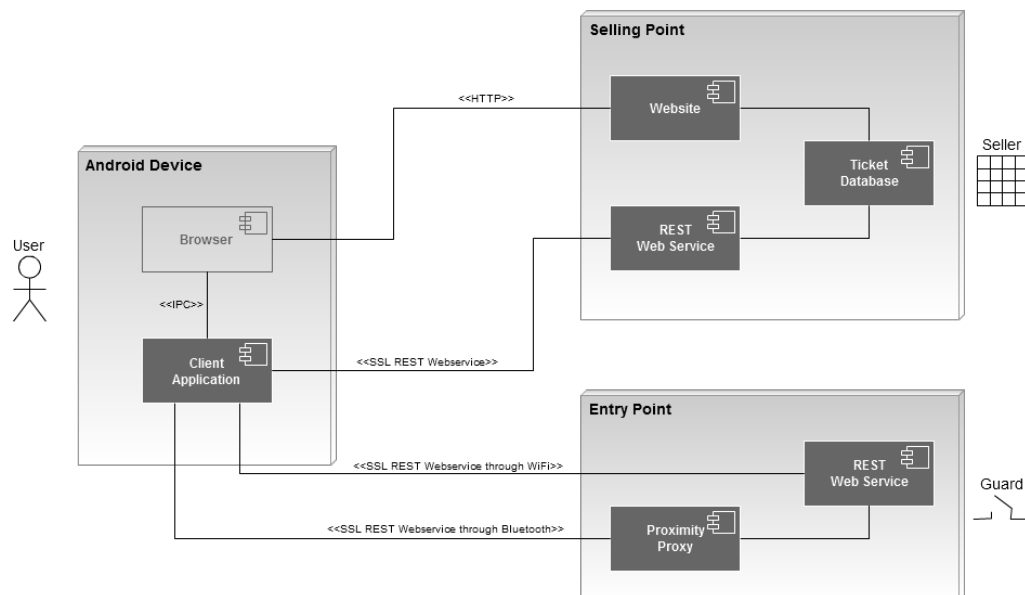 Selling Point
<<HTTP>>
Website
Seller
Android Device
Ticket
Database
Browser
REST
Web Service
User
<<IPC>>
Client
Application
<<SSL REST Webservice>>
Entry Point
<<SSL REST Webservice through WiFi>>
REST
Web Service
Guard
<<SSL REST Webservice through Bluetooth>>
Proximity
Proxy